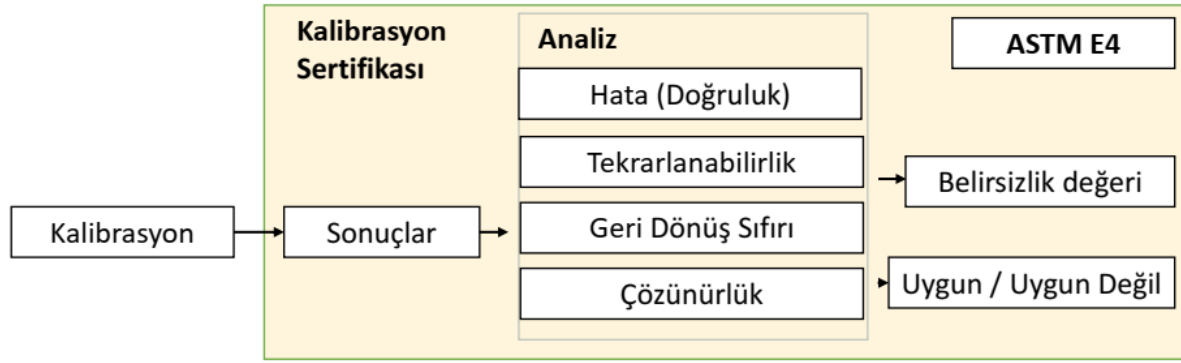 Kalibrasyon
Sertifikası
Analiz
ASTM E4
Hata (Doğruluk)
Tekrarlanabilirlik
Belirsizlik değeri
Kalibrasyon
Sonuçlar
Geri Dönüş Sıfırı
Çözünürlük
Uygun / Uygun Değil